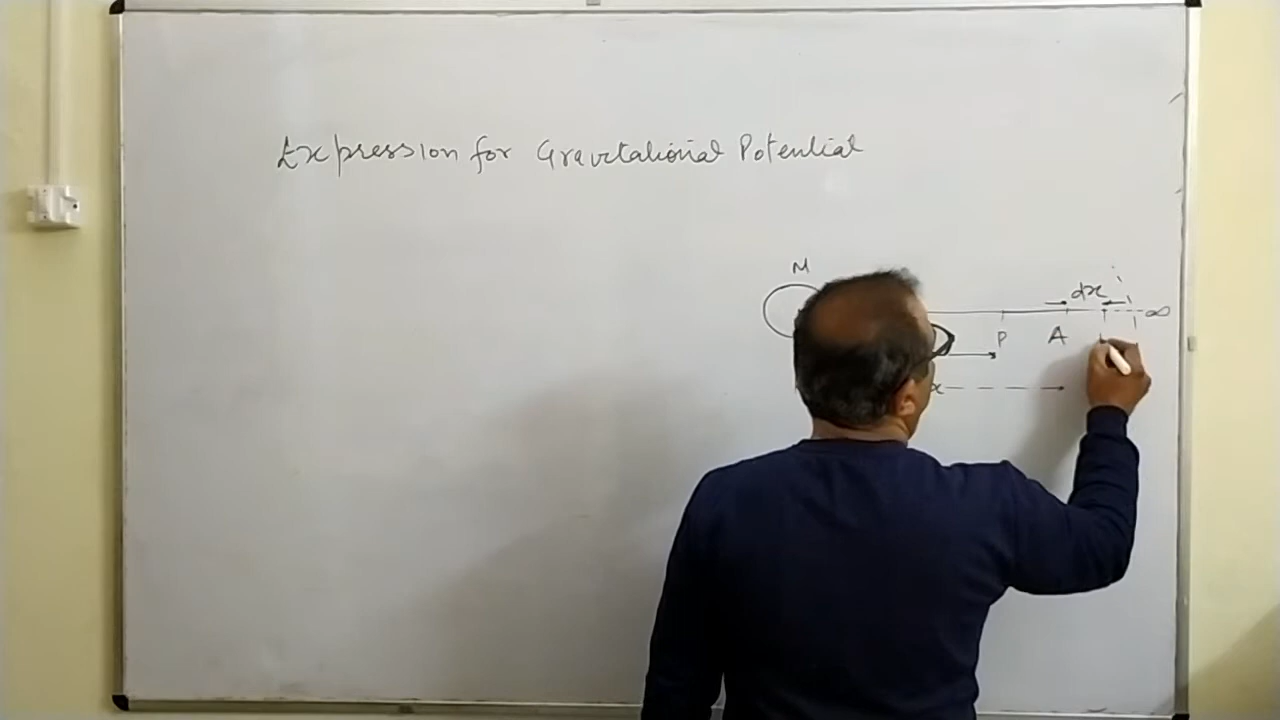 Expression for Gravitational Potential
M
dx
∞
P
A
x